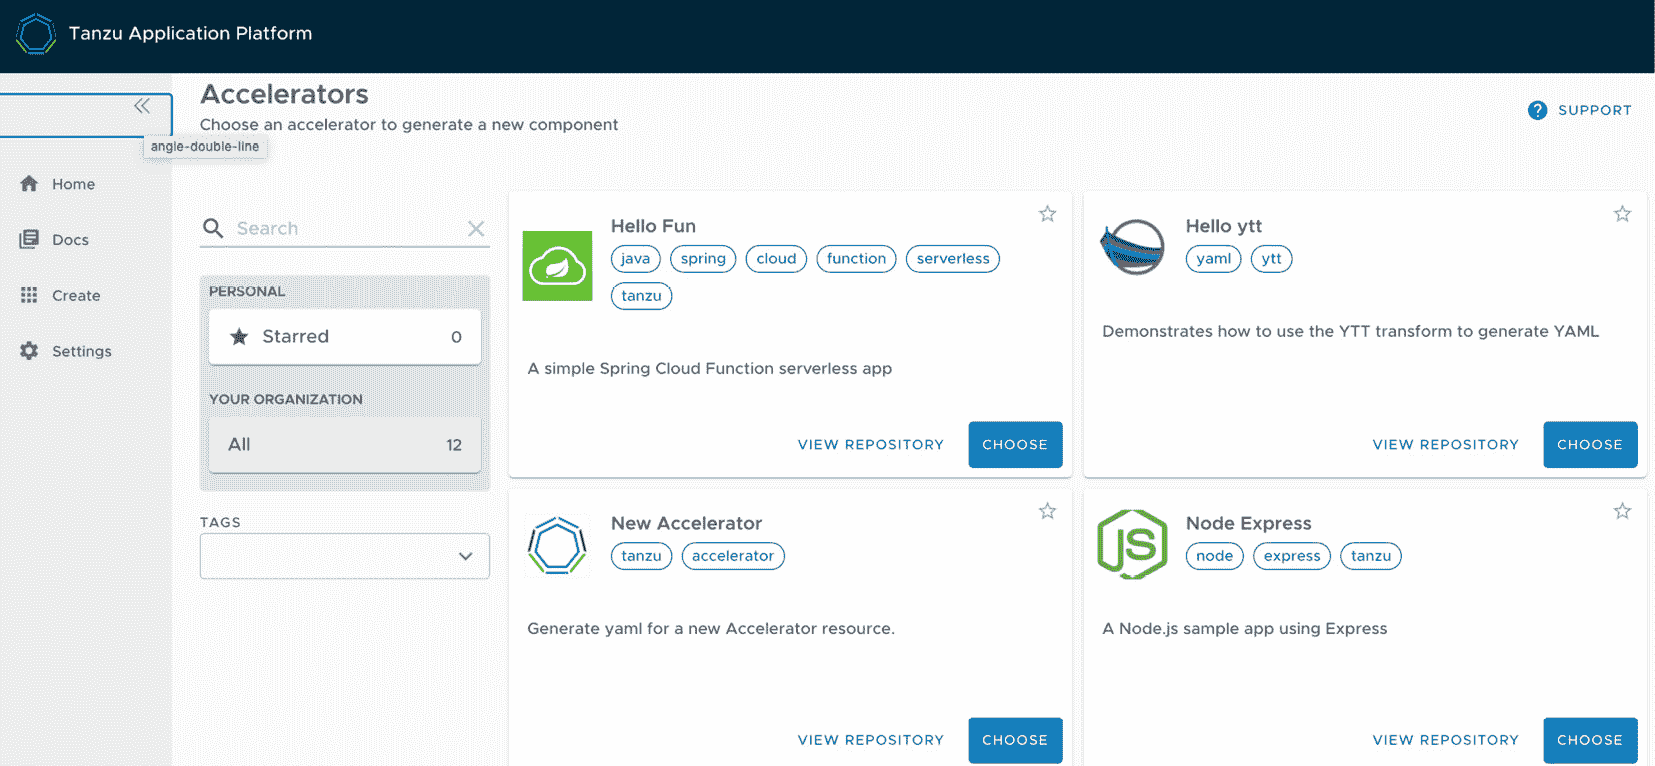 Tanzu Application Platform
Accelerators
Choose an accelerator to generate a new component
SUPPORT
angle-double-line
Home
Docs
Create
Settings
Search
PERSONAL
Starred 0
YOUR ORGANIZATION
All 12
TAGS
Hello Fun
java spring cloud function serverless
tanzu
A simple Spring Cloud Function serverless app
VIEW REPOSITORY CHOOSE
Hello ytt
yaml ytt
Demonstrates how to use the YTT transform to generate YAML
VIEW REPOSITORY CHOOSE
New Accelerator
tanzu accelerator
Generate yaml for a new Accelerator resource.
VIEW REPOSITORY CHOOSE
JS
Node Express
node express tanzu
A Node.js sample app using Express
VIEW REPOSITORY CHOOSE